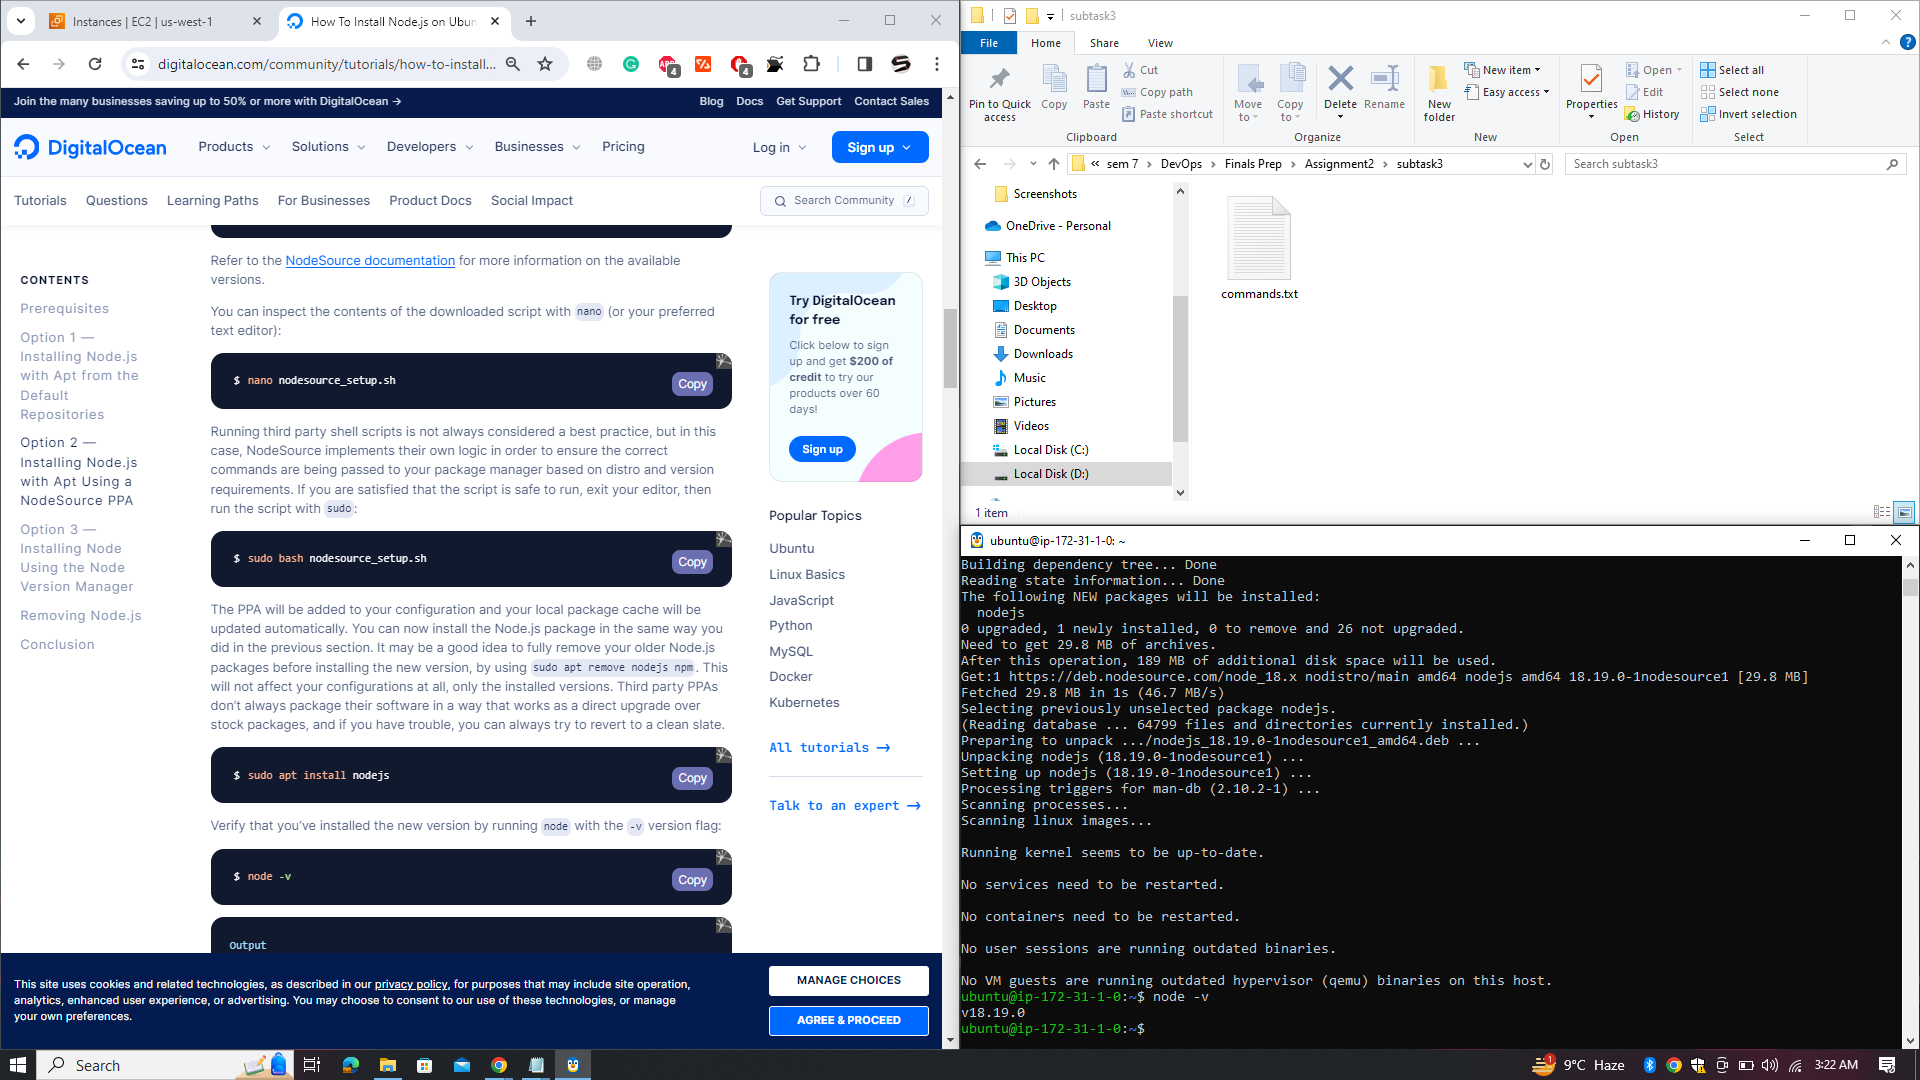 Instances | EC2 | us-west-1
How To Install Node.js on Ubun
digitalocean.com/community/tutorials/how-to-install...
4
4
Join the many businesses saving up to 50% or more with DigitalOcean →
Blog Docs Get Support Contact Sales
DigitalOcean
Products Solutions Developers Businesses Pricing
Log in Sign up
Tutorials Questions Learning Paths For Businesses Product Docs Social Impact
Search Community /
CONTENTS
Prerequisites
Option 1 —
Installing Node.js
with Apt from the
Default
Repositories
Option 2 —
Installing Node.js
with Apt Using a
NodeSource PPA
Option 3 —
Installing Node
Using the Node
Version Manager
Removing Node.js
Conclusion
Refer to the NodeSource documentation for more information on the available
versions.
You can inspect the contents of the downloaded script with nano (or your preferred
text editor):
$ nano nodesource_setup.sh
Copy
Running third party shell scripts is not always considered a best practice, but in this
case, NodeSource implements their own logic in order to ensure the correct
commands are being passed to your package manager based on distro and version
requirements. If you are satisfied that the script is safe to run, exit your editor, then
run the script with sudo:
$ sudo bash nodesource_setup.sh
Copy
The PPA will be added to your configuration and your local package cache will be
updated automatically. You can now install the Node.js package in the same way you
did in the previous section. It may be a good idea to fully remove your older Node.js
packages before installing the new version, by using sudo apt remove nodejs npm. This
will not affect your configurations at all, only the installed versions. Third party PPAs
don’t always package their software in a way that works as a direct upgrade over
stock packages, and if you have trouble, you can always try to revert to a clean slate.
$ sudo apt install nodejs
Copy
Verify that you’ve installed the new version by running node with the -v version flag:
$ node -v
Copy
Output
Try DigitalOcean
for free
Click below to sign
up and get $200 of
credit to try our
products over 60
days!
Sign up
Popular Topics
Ubuntu
Linux Basics
JavaScript
Python
MySQL
Docker
Kubernetes
All tutorials →
Talk to an expert →
This site uses cookies and related technologies, as described in our privacy policy, for purposes that may include site operation,
analytics, enhanced user experience, or advertising. You may choose to consent to our use of these technologies, or manage
your own preferences.
MANAGE CHOICES
AGREE & PROCEED
subtask3
File Home Share View
Pin to Quick
access
Copy
Paste
Cut
Copy path
Paste shortcut
Clipboard
Move
to
Copy
to
Delete
Rename
Organize
New
folder
New item
Easy access
New
Properties
Open
Edit
History
Open
Select all
Select none
Invert selection
Select
« sem 7 › DevOps › Finals Prep › Assignment2 › subtask3
Search subtask3
Screenshots
OneDrive - Personal
This PC
3D Objects
Desktop
Documents
Downloads
Music
Pictures
Videos
Local Disk (C:)
Local Disk (D:)
commands.txt
1 item
ubuntu@ip-172-31-1-0: ~
Building dependency tree... Done
Reading state information... Done
The following NEW packages will be installed:
nodejs
0 upgraded, 1 newly installed, 0 to remove and 26 not upgraded.
Need to get 29.8 MB of archives.
After this operation, 189 MB of additional disk space will be used.
Get:1 https://deb.nodesource.com/node_18.x nodistro/main amd64 nodejs amd64 18.19.0-1nodesource1 [29.8 MB]
Fetched 29.8 MB in 1s (46.7 MB/s)
Selecting previously unselected package nodejs.
(Reading database ... 64799 files and directories currently installed.)
Preparing to unpack .../nodejs_18.19.0-1nodesource1_amd64.deb ...
Unpacking nodejs (18.19.0-1nodesource1) ...
Setting up nodejs (18.19.0-1nodesource1) ...
Processing triggers for man-db (2.10.2-1) ...
Scanning processes...
Scanning linux images...
Running kernel seems to be up-to-date.
No services need to be restarted.
No containers need to be restarted.
No user sessions are running outdated binaries.
No VM guests are running outdated hypervisor (qemu) binaries on this host.
ubuntu@ip-172-31-1-0:~$ node -v
v18.19.0
ubuntu@ip-172-31-1-0:~$
Search
1
9°C Haze
3:22 AM